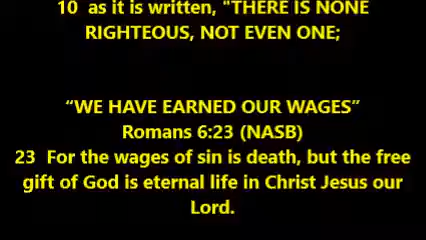 10  as it is written, "THERE IS NONE
RIGHTEOUS, NOT EVEN ONE;
“WE HAVE EARNED OUR WAGES”
Romans 6:23 (NASB)
23  For the wages of sin is death, but the free
gift of God is eternal life in Christ Jesus our
Lord.